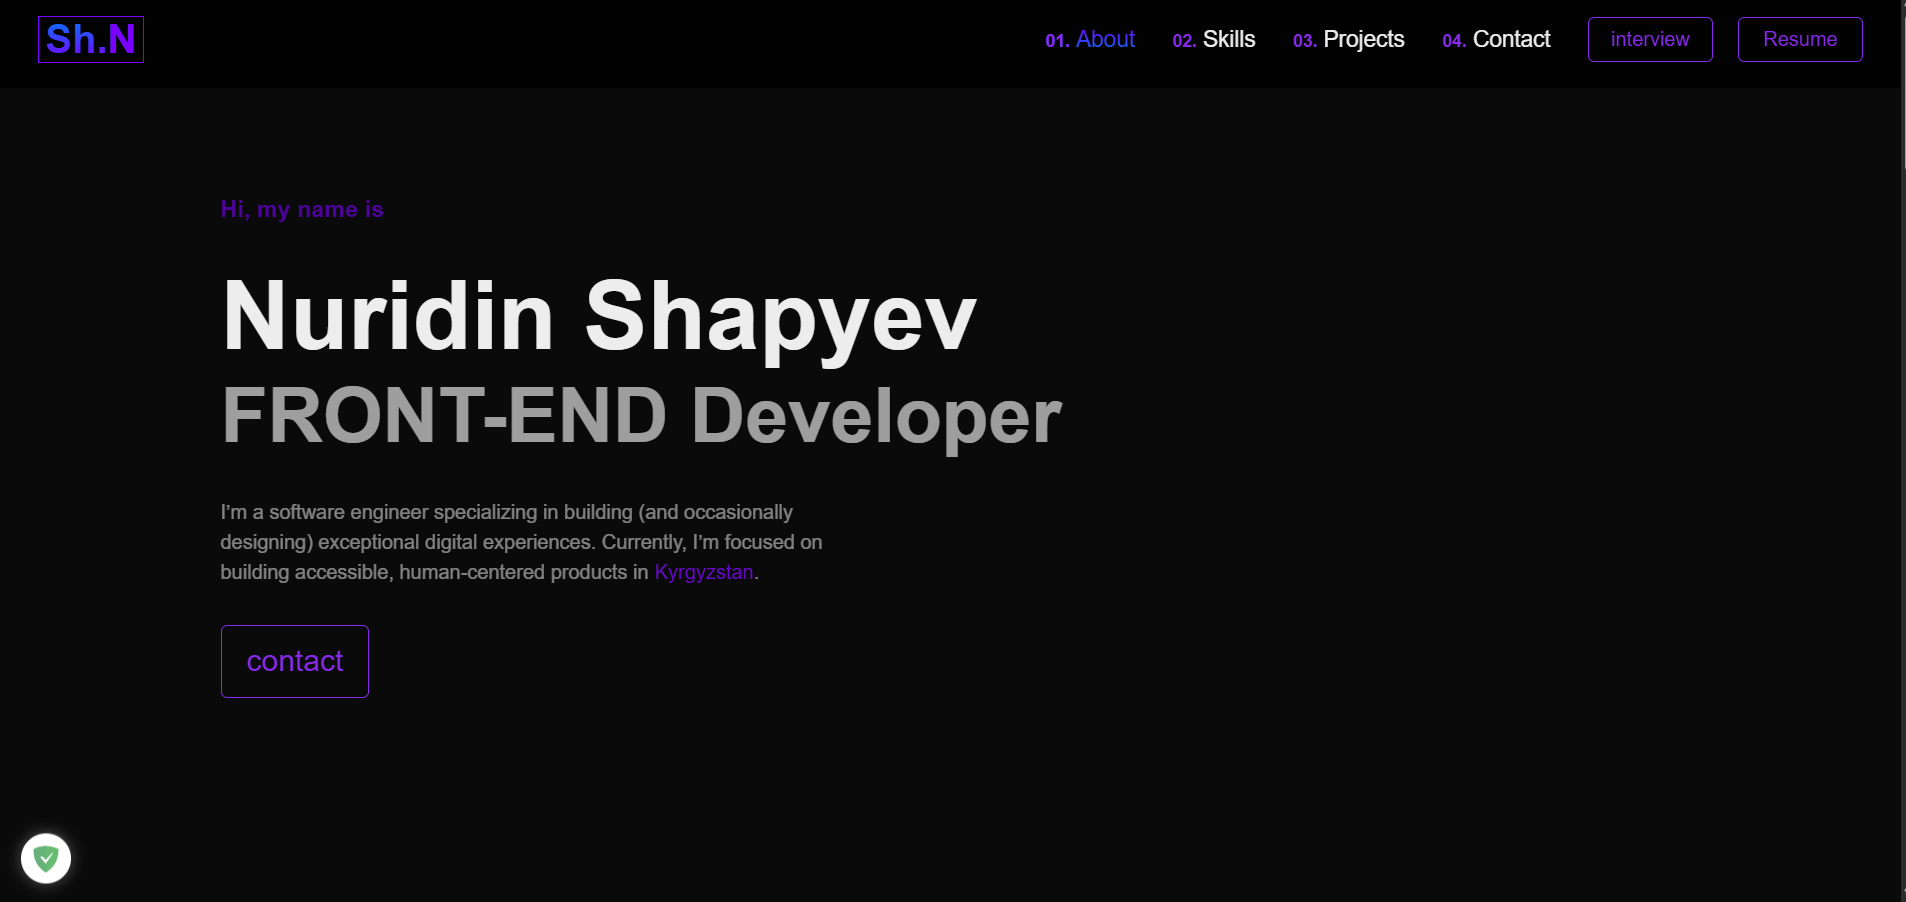 Sh.N
01. About 02. Skills 03. Projects 04. Contact interview Resume
Hi, my name is
Nuridin Shapyev
FRONT-END Developer
I’m a software engineer specializing in building (and occasionally
designing) exceptional digital experiences. Currently, I’m focused on
building accessible, human-centered products in Kyrgyzstan.
contact